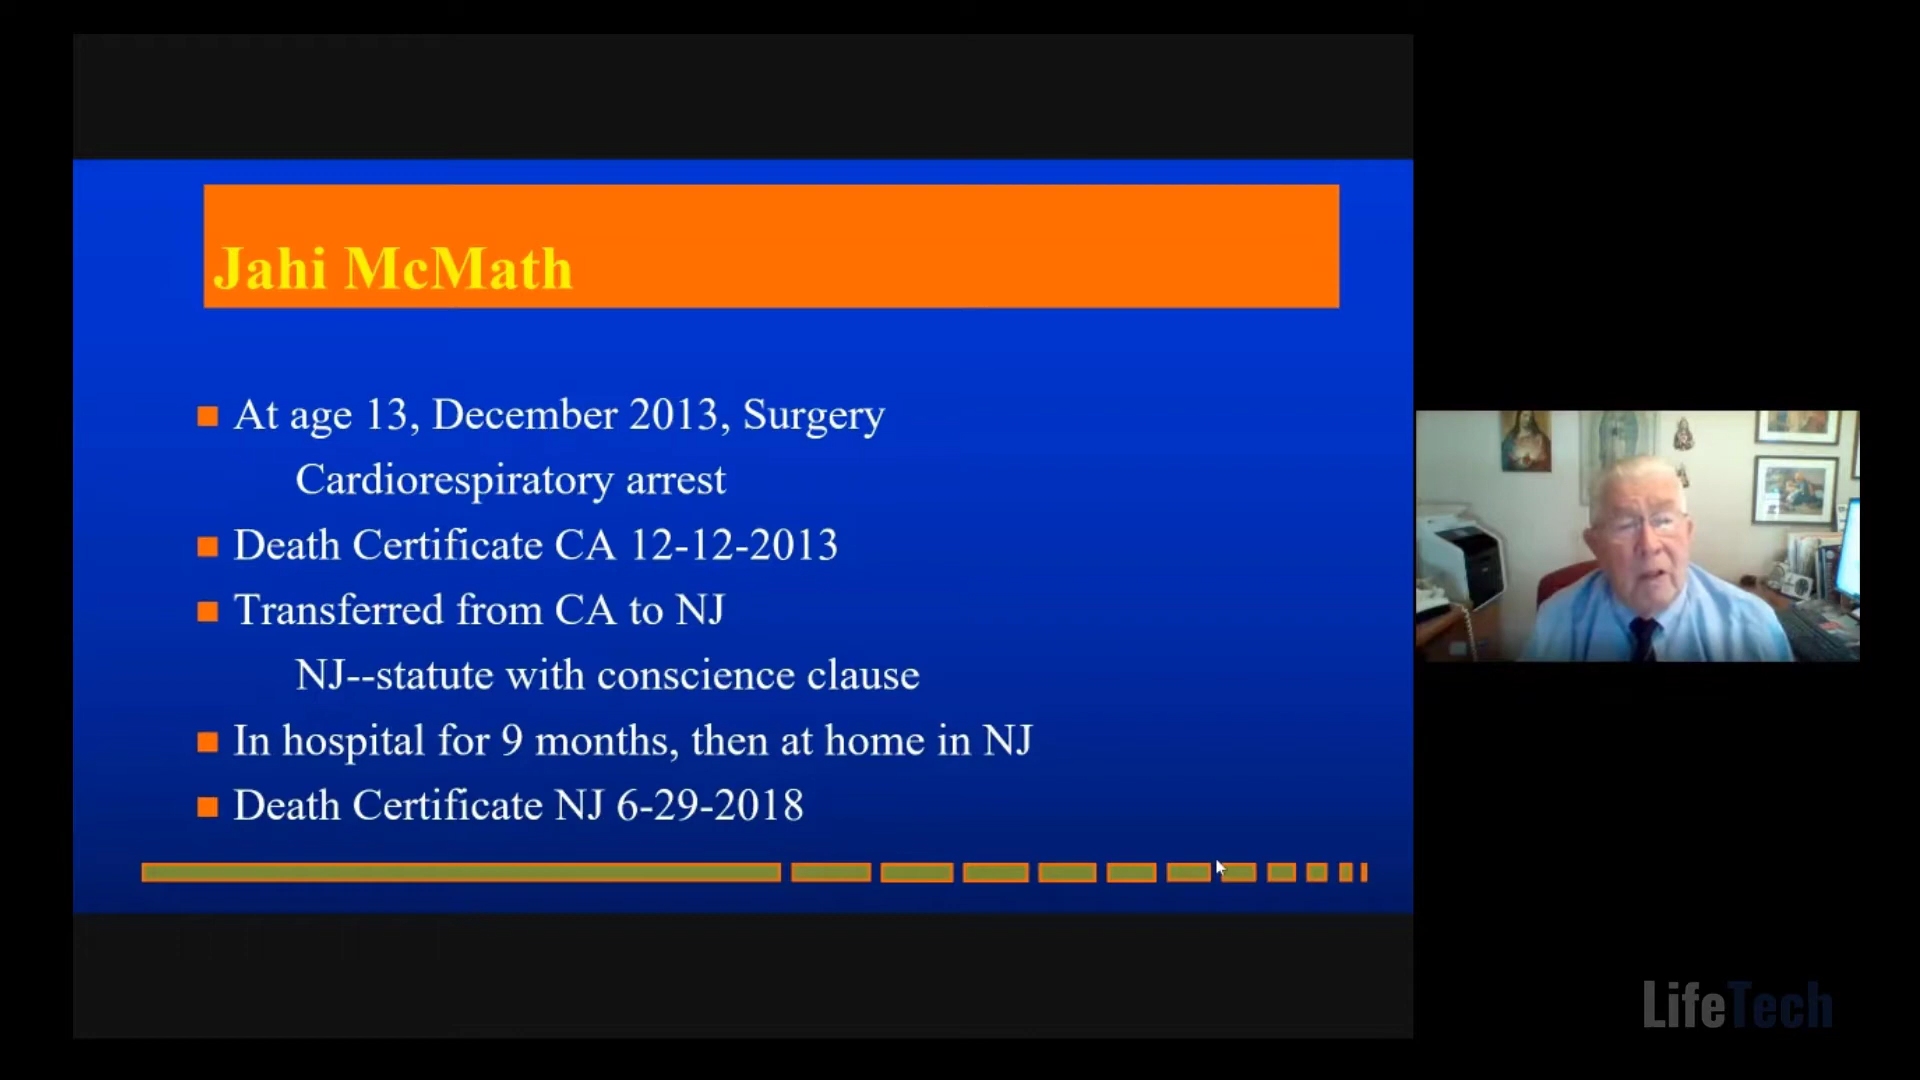 Jahi McMath
At age 13, December 2013, Surgery
Cardiorespiratory arrest
Death Certificate CA 12-12-2013
Transferred from CA to NJ
NJ--statute with conscience clause
In hospital for 9 months, then at home in NJ
Death Certificate NJ 6-29-2018
LifeTech